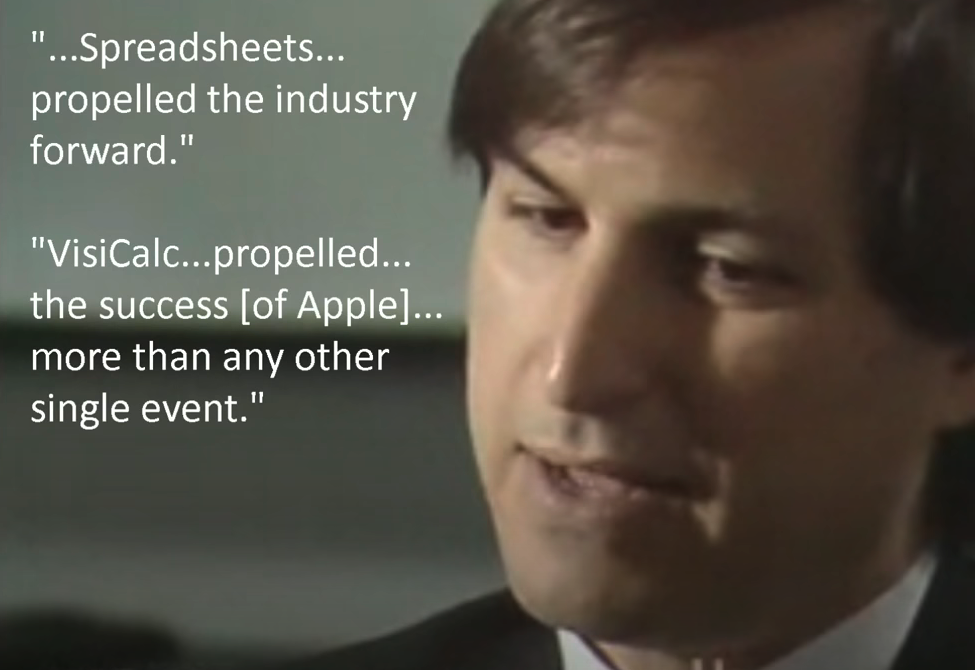 "...Spreadsheets...
propelled the industry
forward."
"VisiCalc...propelled...
the success [of Apple]...
more than any other
single event."